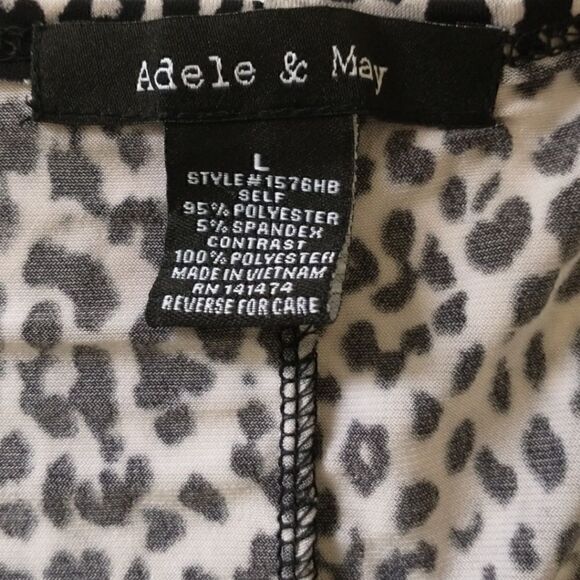 Adele & May
L
STYLE#1576HB
SELF
95% POLYESTER
5% SPANDEX
CONTRAST
100% POLYESTER
MADE IN VIETNAM
RN 141474
REVERSE FOR CARE